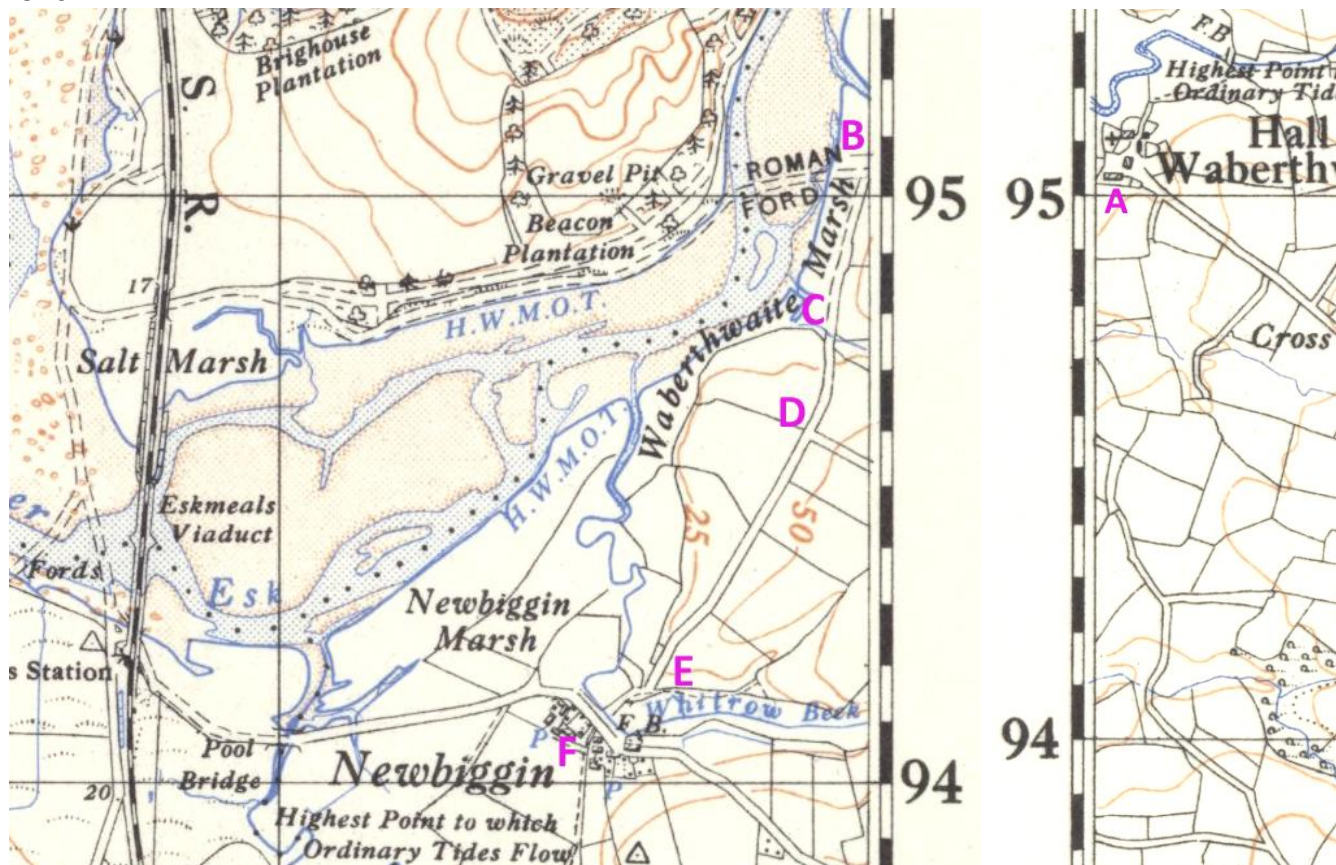 Brighouse
Plantation
S.
R.
Gravel Pit
Beacon
Plantation
ROMAN
FORD
B
95
H.W.M.O.T.
17
Salt Marsh
Waberthwaite Marsh
C
D
H.W.M.O.T.
Eskmeals
Viaduct
er
Fords
Esk
25
50
Newbiggin
Marsh
s Station
E
Whitrow Beck
F.B.
P
F
Pool
Bridge
Newbiggin
P
94
20
Highest Point to which
Ordinary Tides Flow
F.B
Highest Point
Ordinary Tid
Hall
Waberthw
95
A
Cross
94